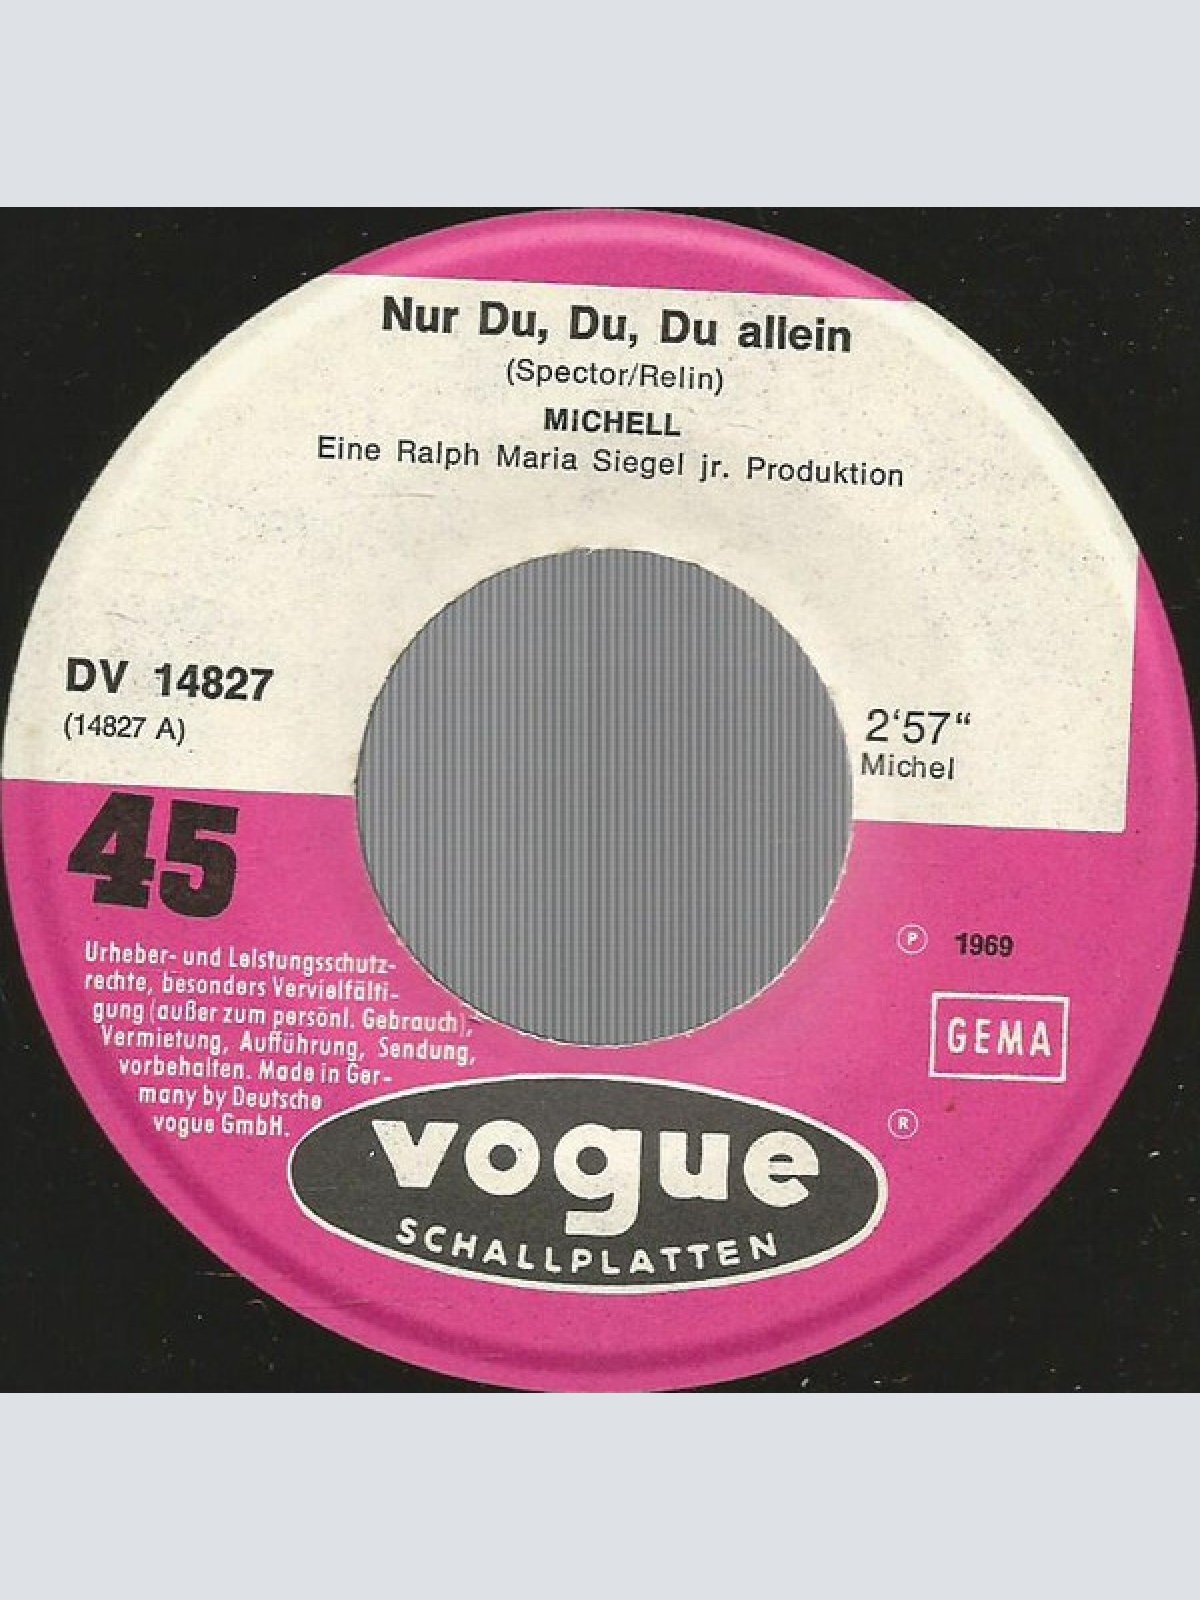 Nur Du, Du, Du allein
(Spector/Relin)
MICHELL
Eine Ralph Maria Siegel jr. Produktion
DV 14827
(14827 A)
2'57"
Michel
45
Urheber- und Leistungsschutz-
rechte, besonders Vervielfälti-
gung (außer zum persönl. Gebrauch),
Vermietung, Aufführung, Sendung,
vorbehalten. Made in Ger-
many by Deutsche
vogue GmbH.
Ⓟ 1969
GEMA
®
vogue
SCHALLPLATTEN